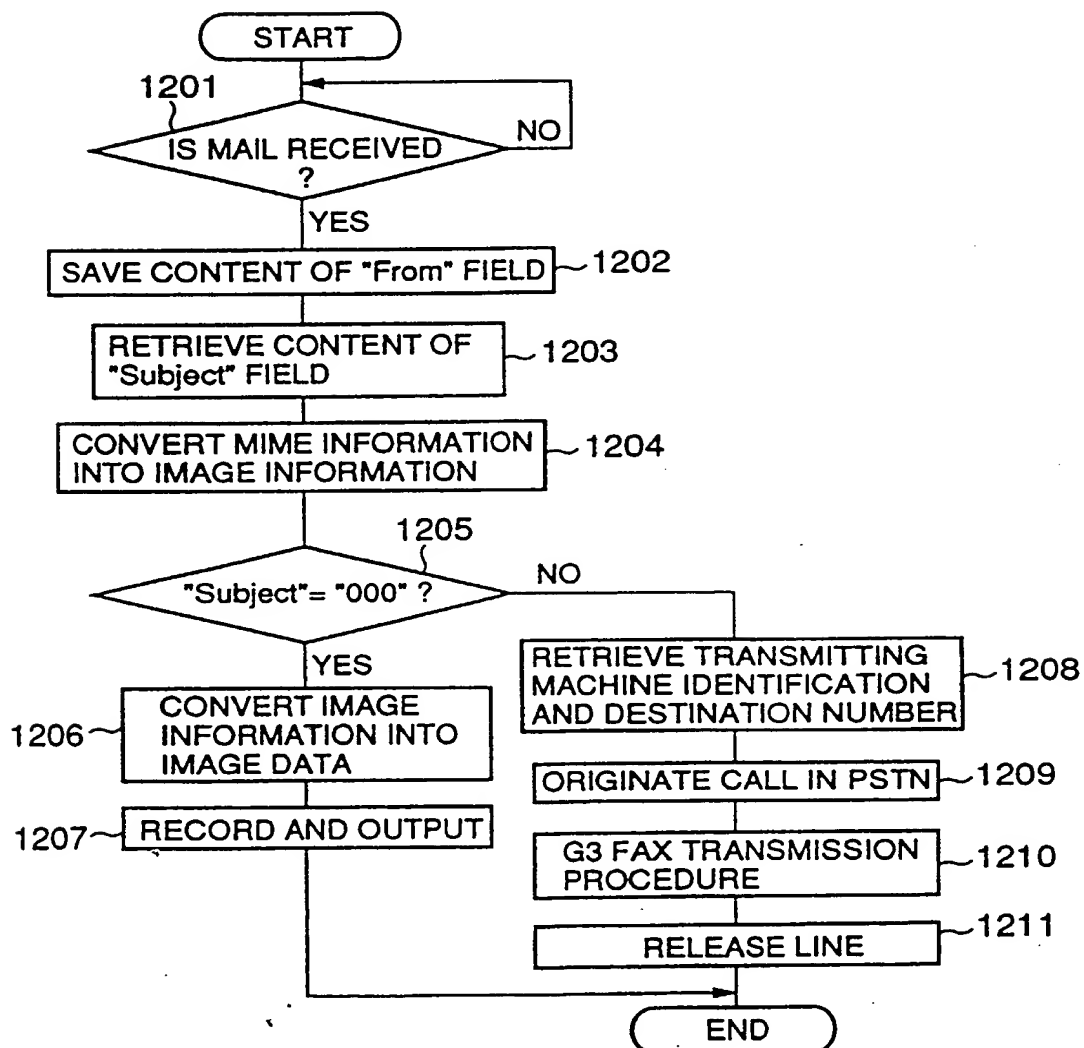 START
1201
IS MAIL RECEIVED
?
NO
YES
SAVE CONTENT OF "From" FIELD
1202
RETRIEVE CONTENT OF
"Subject" FIELD
1203
CONVERT MIME INFORMATION
INTO IMAGE INFORMATION
1204
1205
"Subject"= "000" ?
NO
YES
1206
CONVERT IMAGE
INFORMATION INTO
IMAGE DATA
1207
RECORD AND OUTPUT
RETRIEVE TRANSMITTING
MACHINE IDENTIFICATION
AND DESTINATION NUMBER
1208
ORIGINATE CALL IN PSTN
1209
G3 FAX TRANSMISSION
PROCEDURE
1210
1211
RELEASE LINE
END